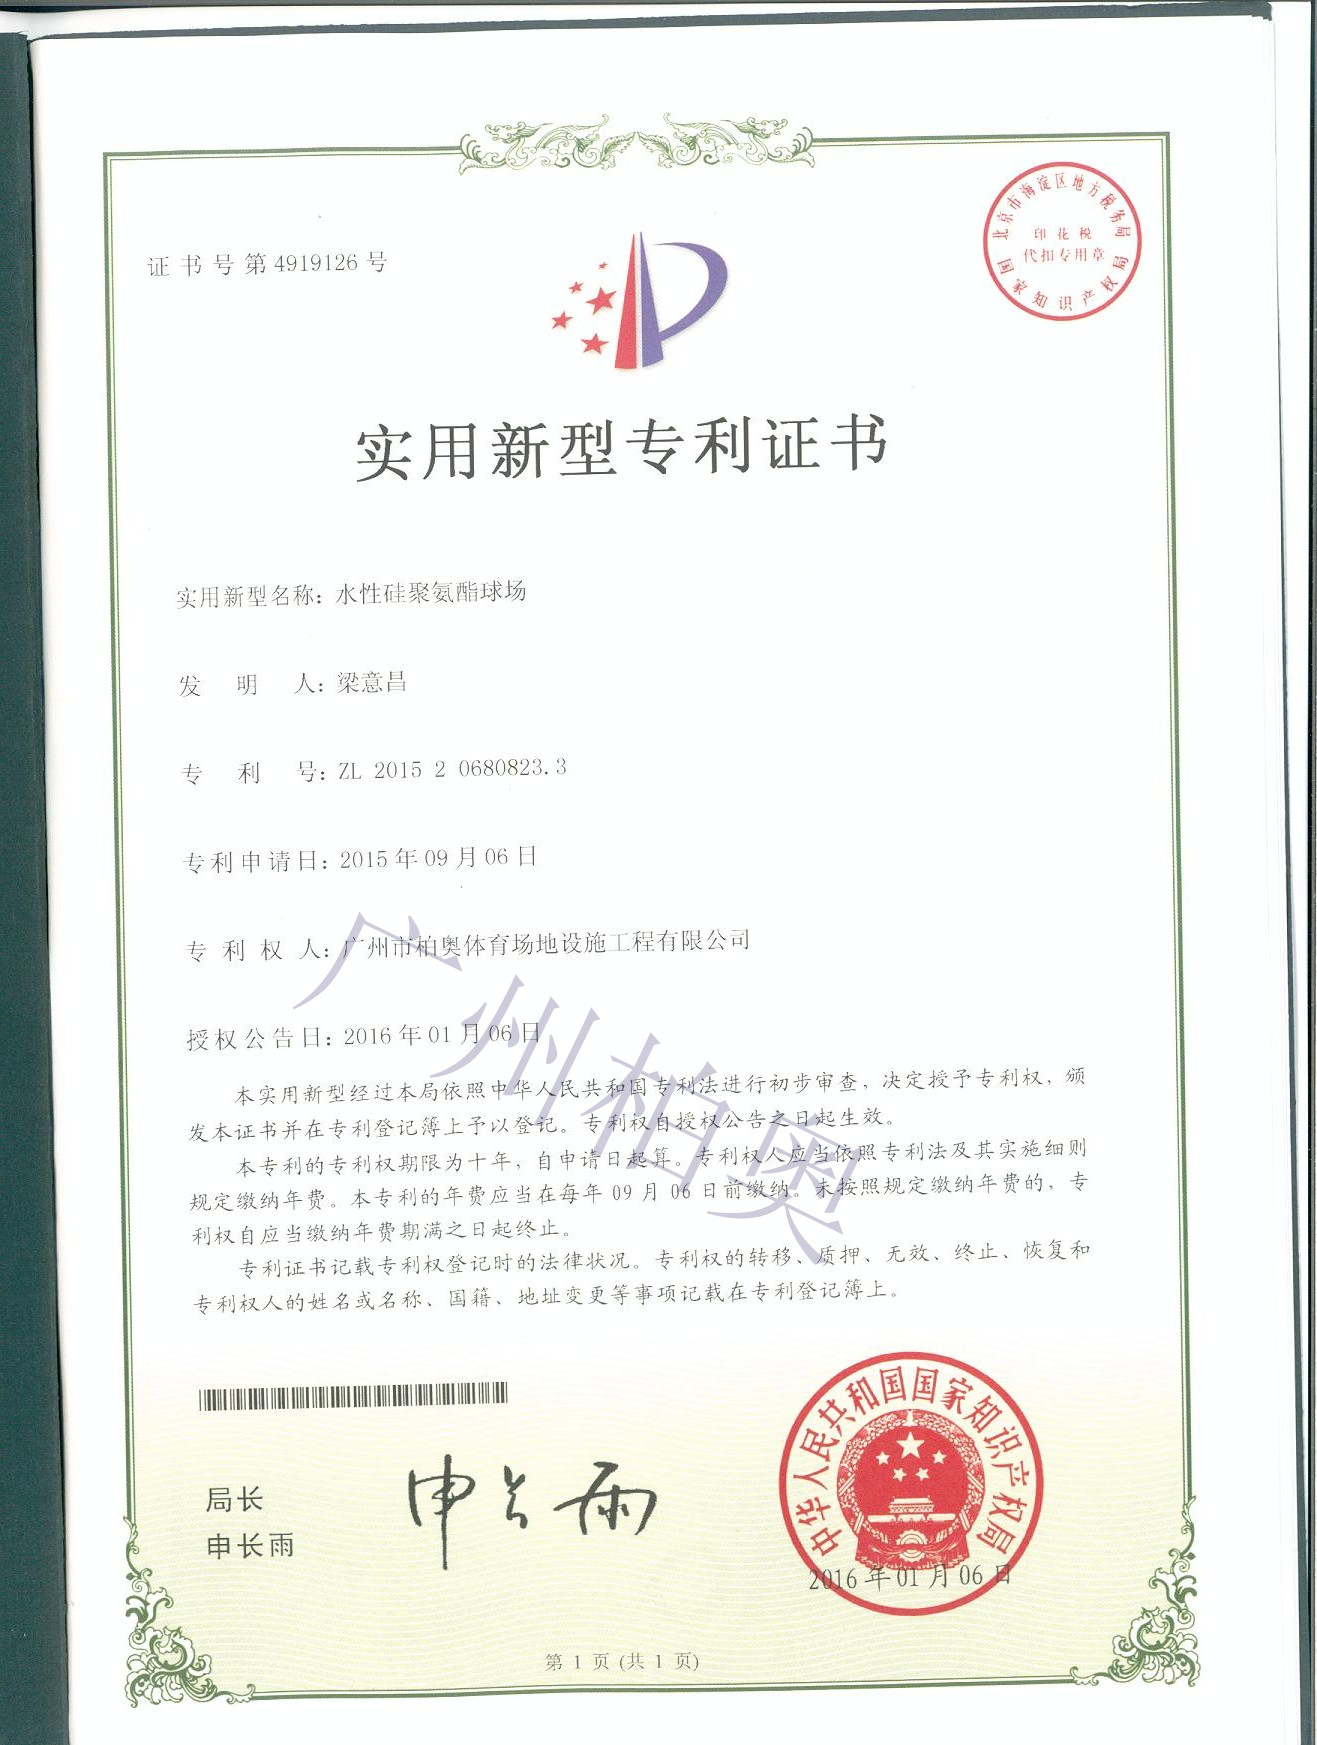 北京市海淀区地方税务局
印花税
代扣专用章
国家知识产权局
证书号第4919126号
实用新型专利证书
实用新型名称：水性硅聚氨酯球场
发明人：梁意昌
专利号：ZL 2015 2 0680823.3
专利申请日：2015年09月06日
专利权人：广州市柏奥体育场地设施工程有限公司
授权公告日：2016年01月06日
本实用新型经过本局依照中华人民共和国专利法进行初步审查，决定授予专利权，颁
发本证书并在专利登记簿上予以登记。专利权自授权公告之日起生效。
本专利的专利权期限为十年，自申请日起算。专利权人应当依照专利法及其实施细则
规定缴纳年费。本专利的年费应当在每年09月06日前缴纳。未按照规定缴纳年费的，专
利权自应当缴纳年费期满之日起终止。
专利证书记载专利权登记时的法律状况。专利权的转移、质押、无效、终止、恢复和
专利权人的姓名或名称、国籍、地址变更等事项记载在专利登记簿上。
广州柏奥
局长
申长雨
申长雨
中华人民共和国国家知识产权局
2016年01月06日
第1页(共1页)